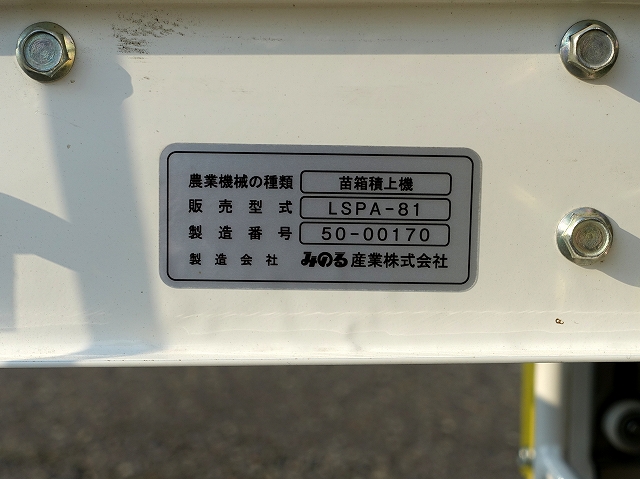 農業機械の種類 苗箱積上機
販売型式 LSPA-81
製造番号 50-00170
製造会社 みのる産業株式会社